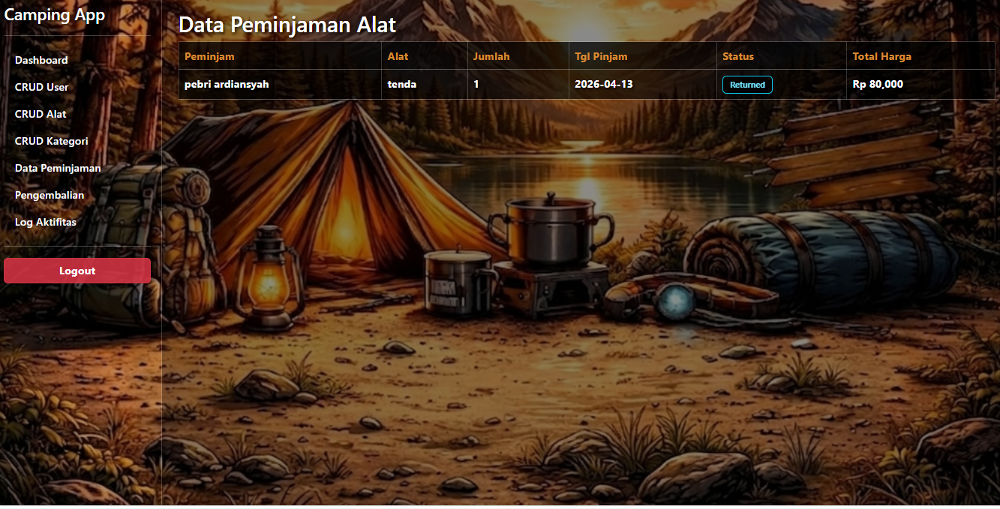 Camping App
Dashboard
CRUD User
CRUD Alat
CRUD Kategori
Data Peminjaman
Pengembalian
Log Aktifitas
Logout
Data Peminjaman Alat
Peminjam Alat Jumlah Tgl Pinjam Status Total Harga
pebri ardiansyah tenda 1 2026-04-13 Returned Rp 80,000